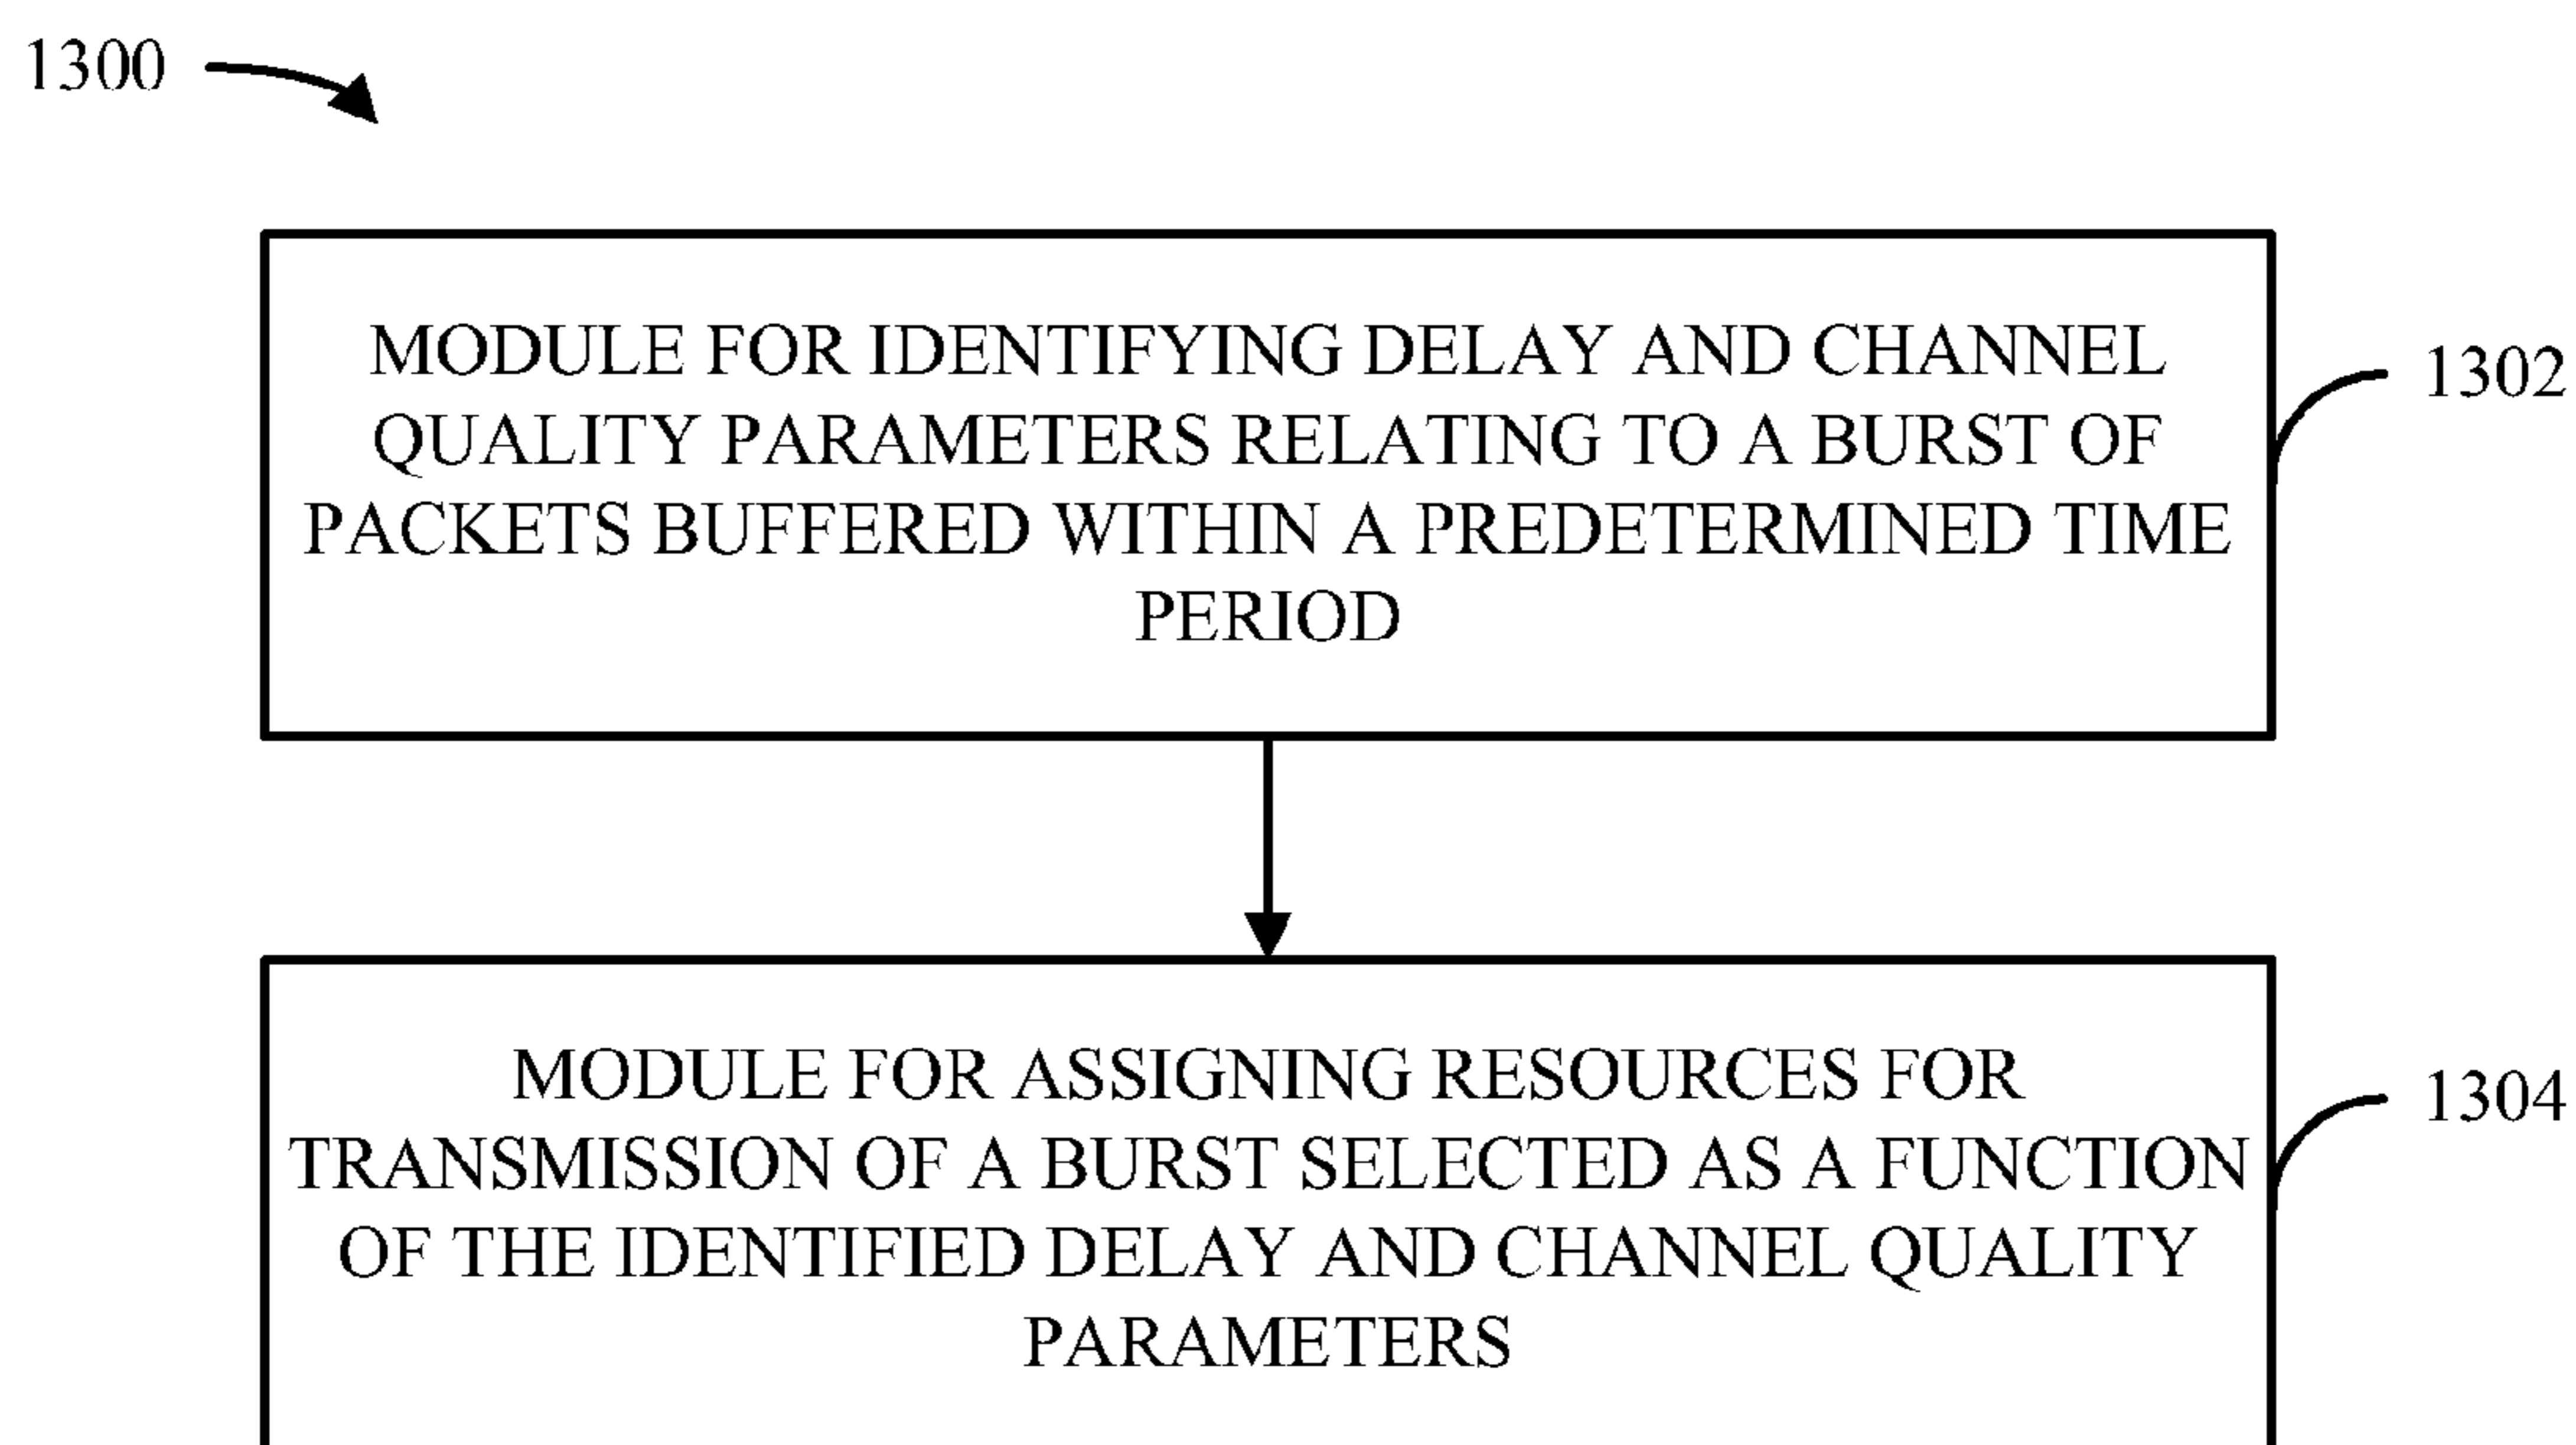 1300
MODULE FOR IDENTIFYING DELAY AND CHANNEL
QUALITY PARAMETERS RELATING TO A BURST OF
PACKETS BUFFERED WITHIN A PREDETERMINED TIME
PERIOD
1302
MODULE FOR ASSIGNING RESOURCES FOR
TRANSMISSION OF A BURST SELECTED AS A FUNCTION
OF THE IDENTIFIED DELAY AND CHANNEL QUALITY
PARAMETERS
1304